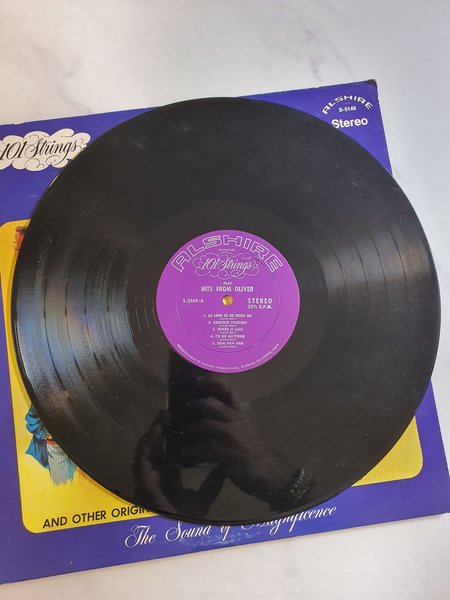 101 Strings
ALSHIRE
S-5149
Stereo
ALSHIRE
101 Strings
PLAY
HITS FROM OLIVER
S-5149-A
STEREO
33⅓ R.P.M.
1. AS LONG AS HE NEEDS ME
2. CONSIDER YOURSELF
3. WHERE IS LOVE
4. I'D DO ANYTHING
5. OOM-PAH-PAH
AND OTHER
The Sound of Magnificence